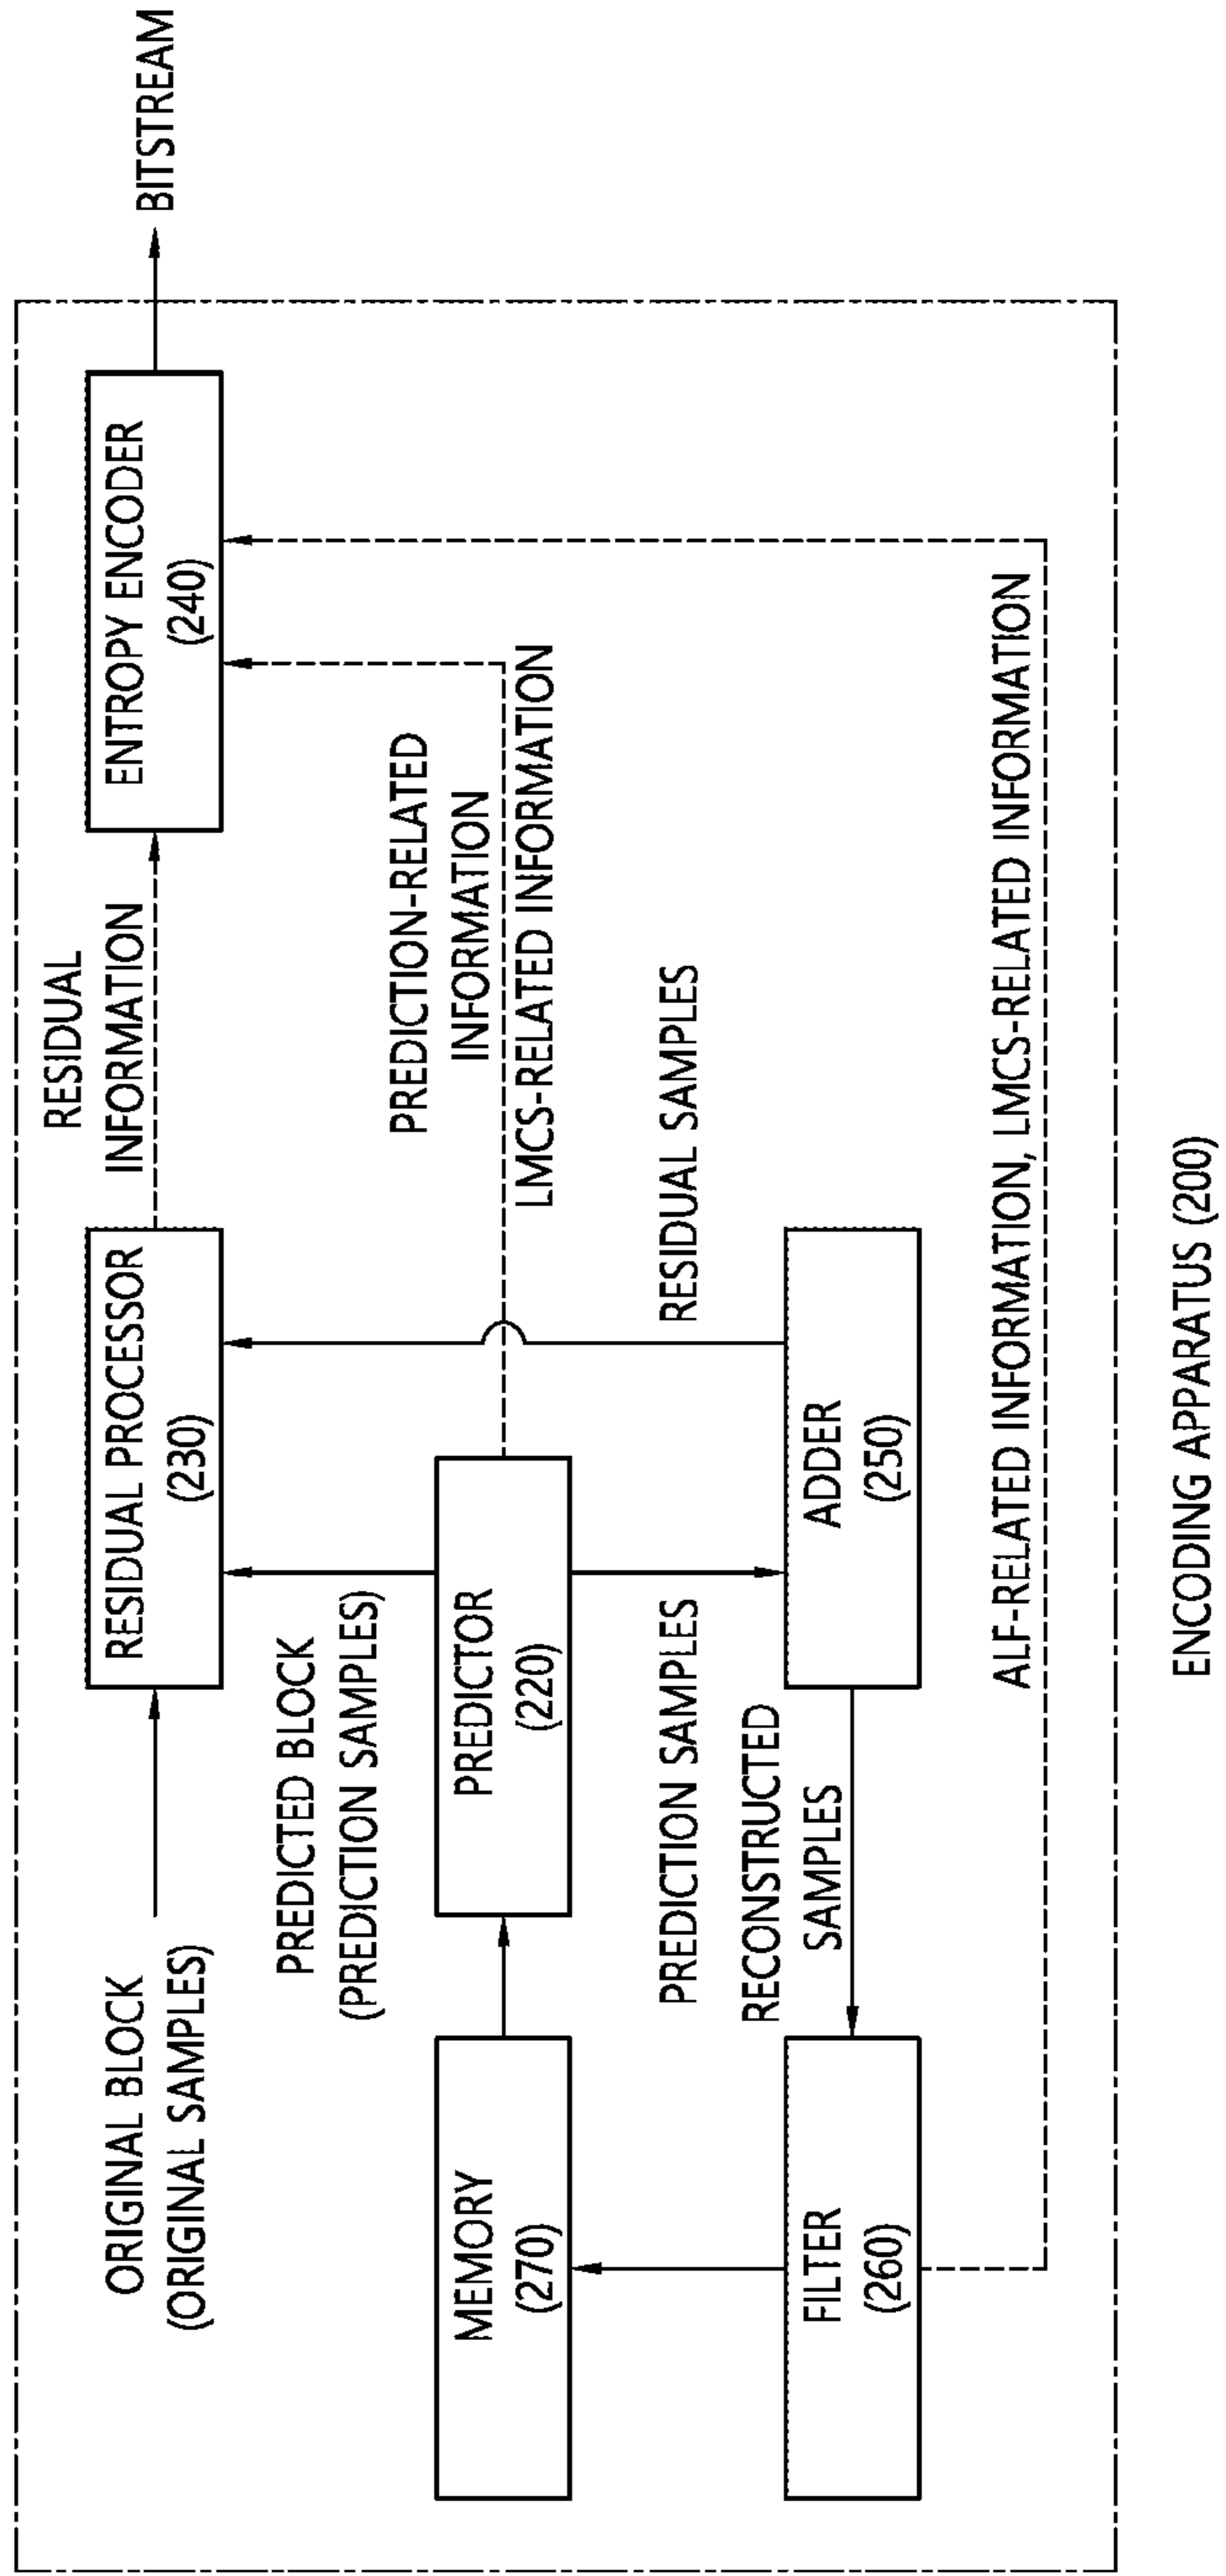 ORIGINAL BLOCK
(ORIGINAL SAMPLES)
RESIDUAL PROCESSOR
(230)
RESIDUAL
INFORMATION
ENTROPY ENCODER
(240)
BITSTREAM
PREDICTED BLOCK
(PREDICTION SAMPLES)
PREDICTION-RELATED
INFORMATION
LMCS-RELATED INFORMATION
MEMORY
(270)
PREDICTOR
(220)
PREDICTION SAMPLES
RESIDUAL SAMPLES
RECONSTRUCTED
SAMPLES
FILTER
(260)
ADDER
(250)
ALF-RELATED INFORMATION, LMCS-RELATED INFORMATION
ENCODING APPARATUS (200)